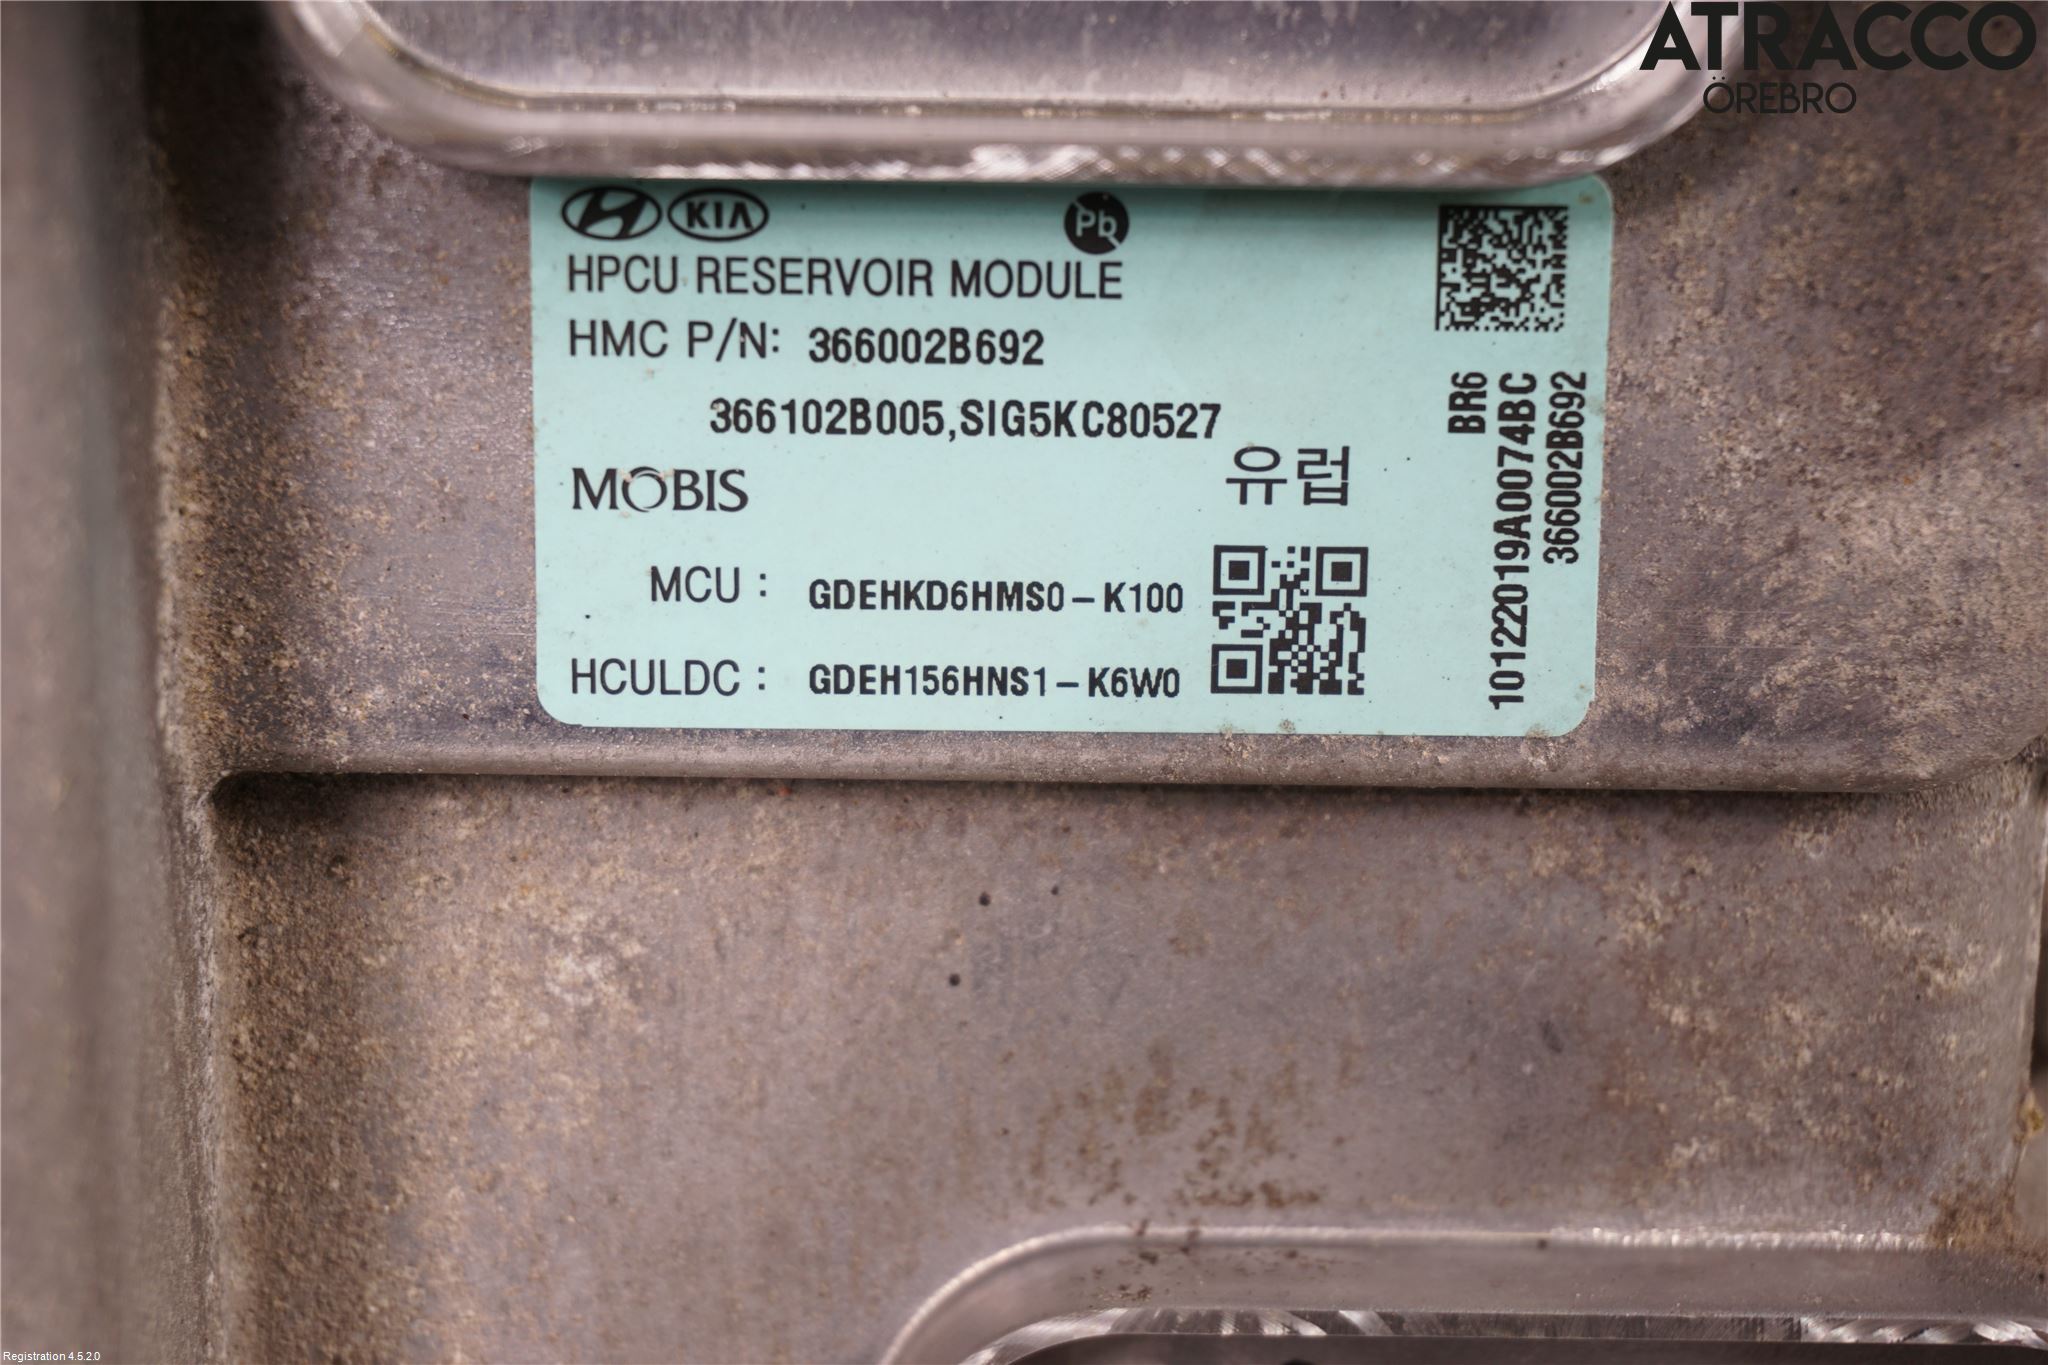 ATRACCO
ÖREBRO
KIA
Pb
HPCU RESERVOIR MODULE
HMC P/N: 366002B692
366102B005,SIG5KC80527
MOBIS
유럽
MCU : GDEHKD6HMS0-K100
HCULDC : GDEH156HNS1-K6W0
BR6
10122019A0074BC
366002B692
Registration 4.5.2.0